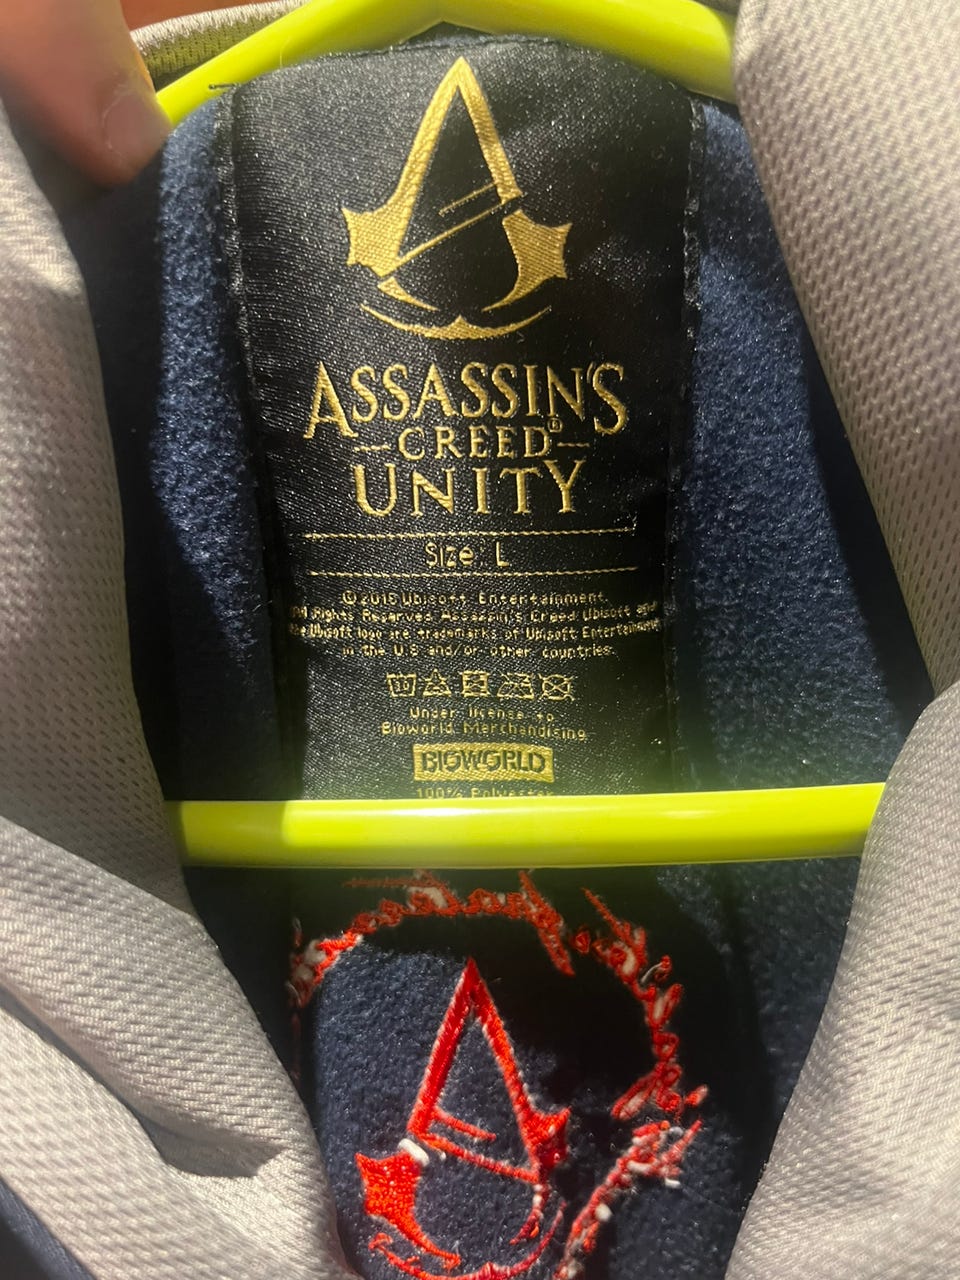 ASSASSIN'S
CREED®
UNITY
Size: L
© 2015 Ubisoft Entertainment.
All Rights Reserved Assassin's Creed Ubisoft and
the Ubisoft logo are trademarks of Ubisoft Entertainment
in the U.S and/or other countries.
Under license to
Bioworld Merchandising
BIOWORLD
100% Polyester